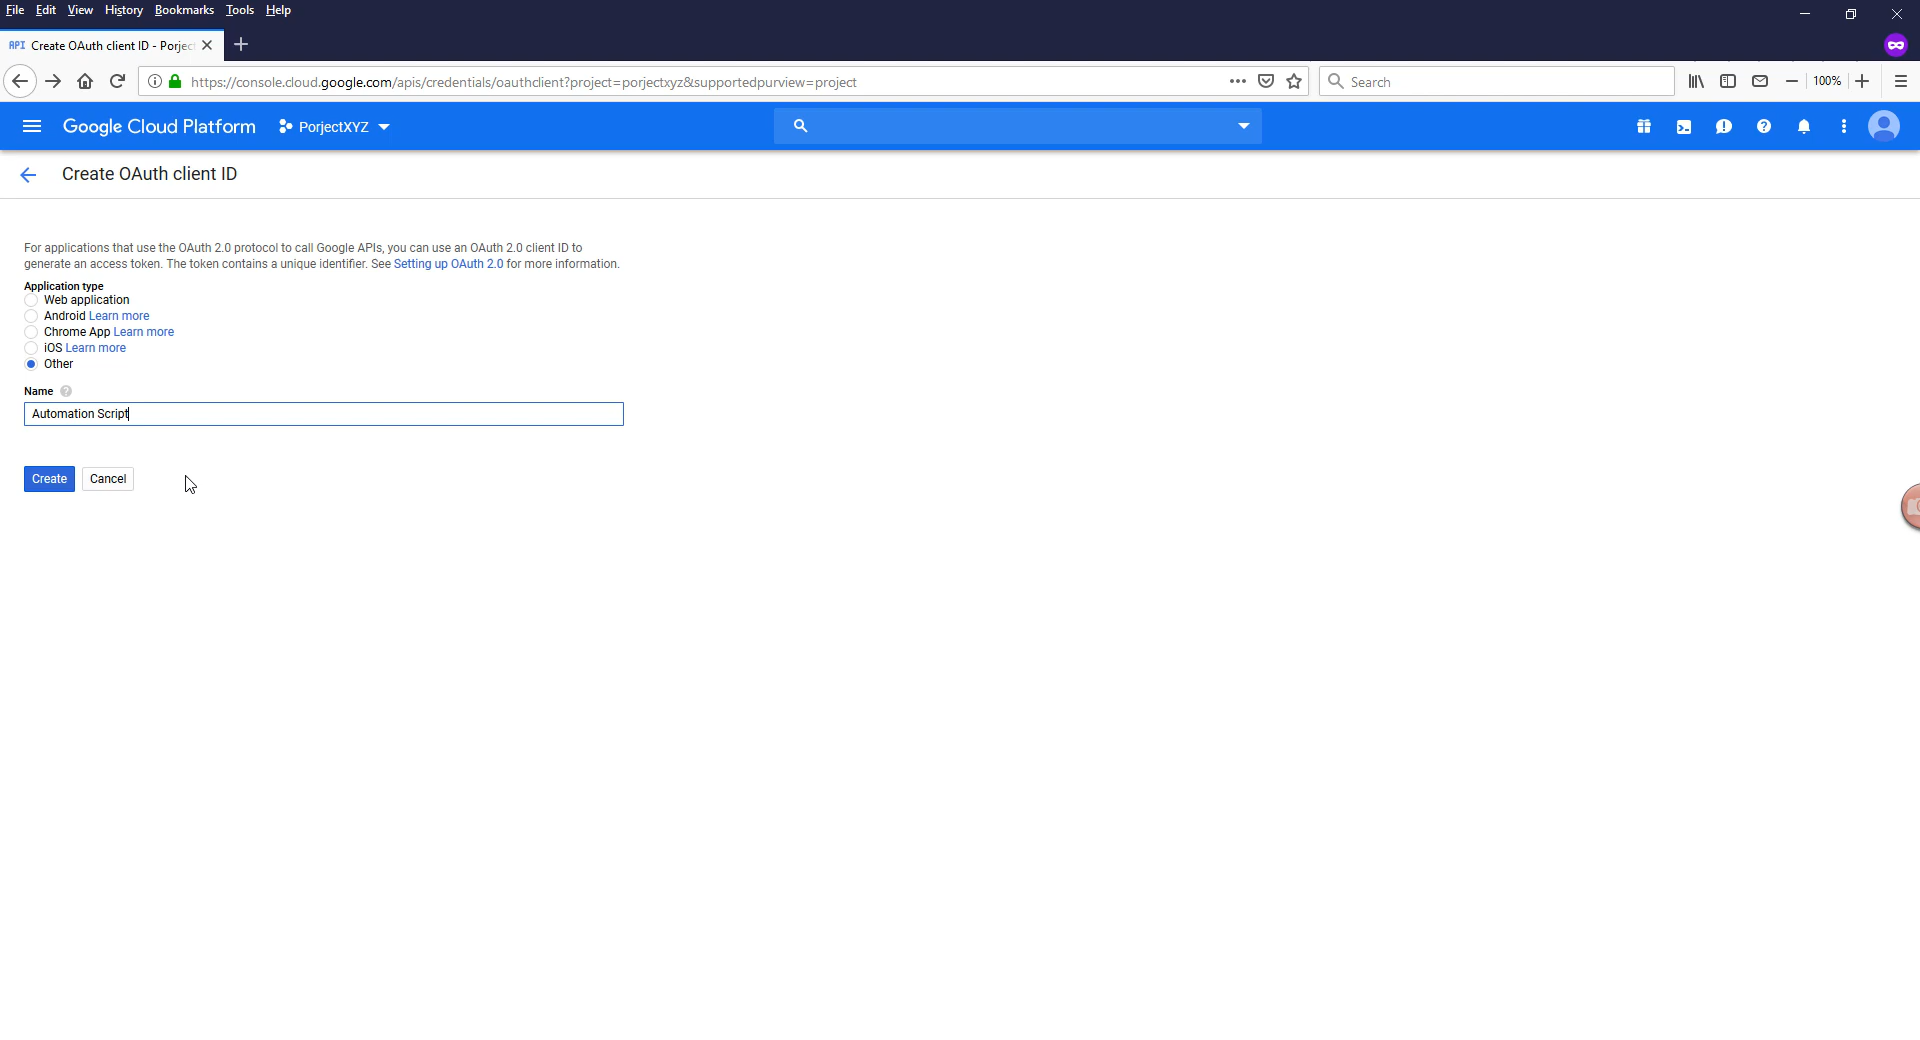 File Edit View History Bookmarks Tools Help
API Create OAuth client ID - Porjec
https://console.cloud.google.com/apis/credentials/oauthclient?project=porjectxyz&supportedpurview=project
Search
100%
Google Cloud Platform PorjectXYZ
Create OAuth client ID
For applications that use the OAuth 2.0 protocol to call Google APIs, you can use an OAuth 2.0 client ID to
generate an access token. The token contains a unique identifier. See Setting up OAuth 2.0 for more information.
Application type
Web application
Android Learn more
Chrome App Learn more
iOS Learn more
Other
Name
Automation Script
Create Cancel